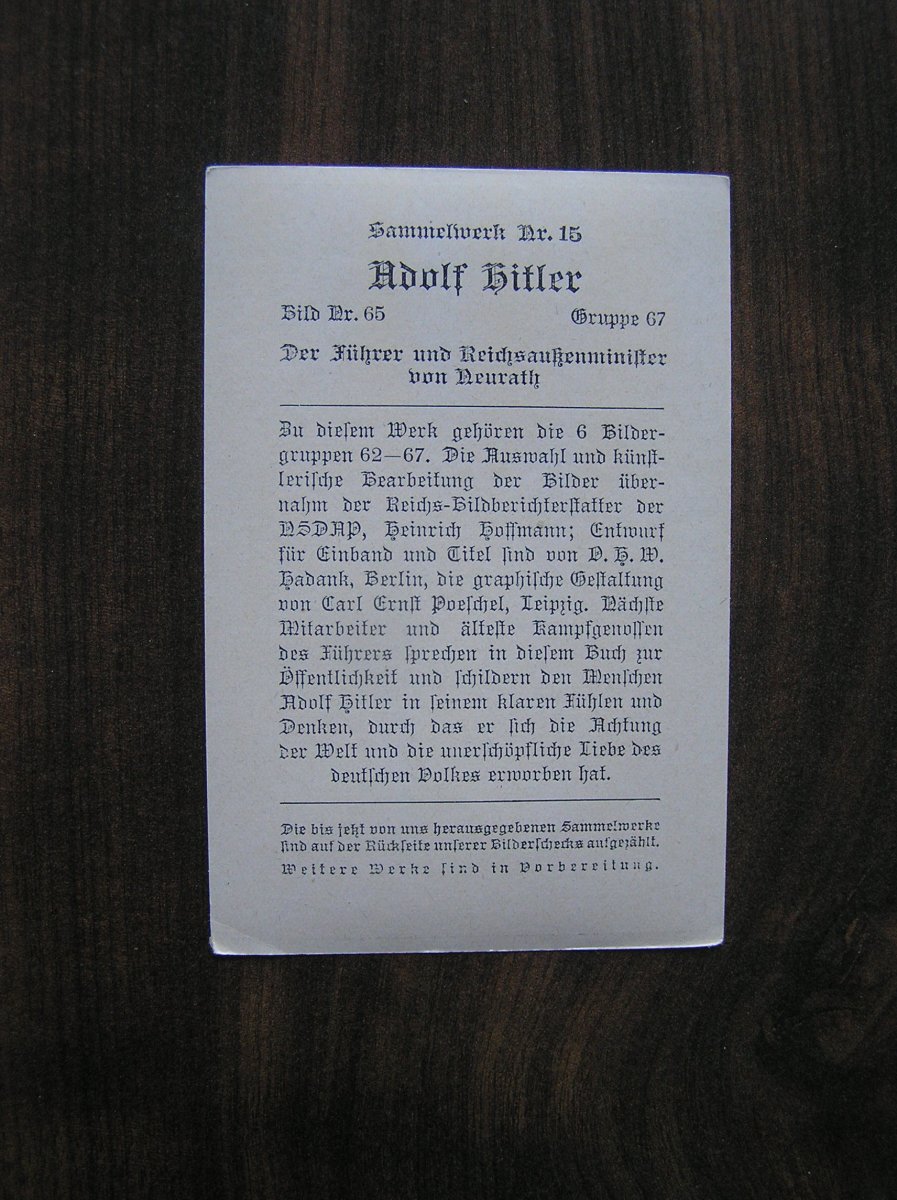 Sammelwerk Nr. 15
Adolf Hitler
Bild Nr. 65 Gruppe 67
Der Führer und Reichsaußenminister
von Neurath
Zu diesem Werk gehören die 6 Bilder-
gruppen 62—67. Die Auswahl und künst-
lerische Bearbeitung der Bilder über-
nahm der Reichs-Bildberichterstatter der
NSDAP, Heinrich Hoffmann; Entwurf
für Einband und Titel sind von O. H. W.
Hadank, Berlin, die graphische Gestaltung
von Carl Ernst Poeschel, Leipzig. Nächste
Mitarbeiter und älteste Kampfgenossen
des Führers sprechen in diesem Buch zur
Öffentlichkeit und schildern den Menschen
Adolf Hitler in seinem klaren Fühlen und
Denken, durch das er sich die Achtung
der Welt und die unerschöpfliche Liebe des
deutschen Volkes erworben hat.
Die bis jetzt von uns herausgegebenen Sammelwerke
sind auf der Rückseite unserer Bilderschecks aufgezählt.
Weitere Werke sind in Vorbereitung.